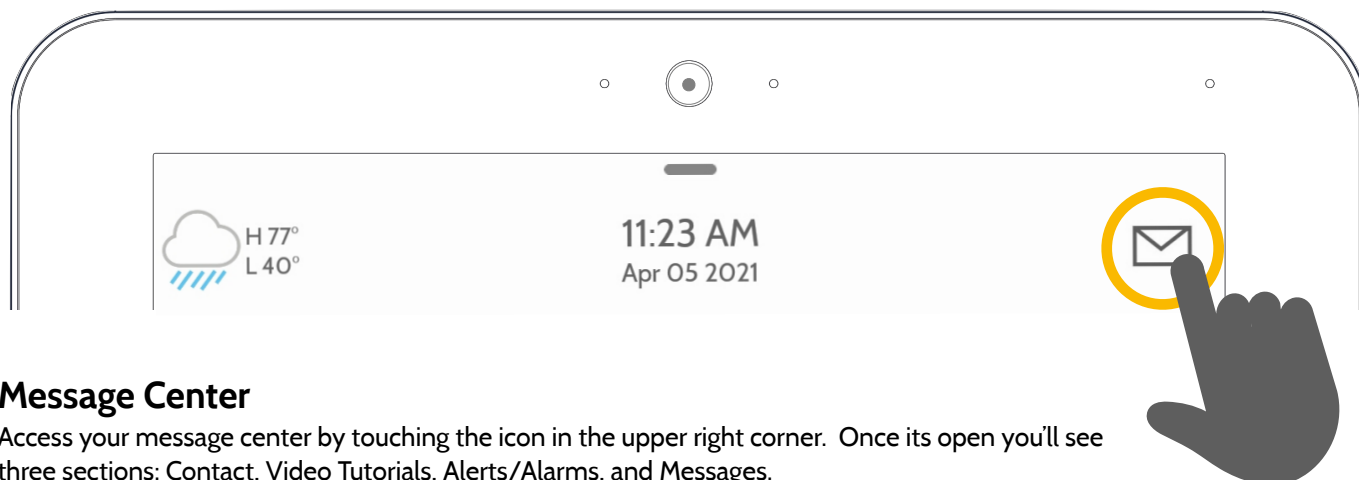 H 77°
L 40°
11:23 AM
Apr 05 2021
Message Center
Access your message center by touching the icon in the upper right corner.  Once its open you'll see
three sections: Contact, Video Tutorials, Alerts/Alarms, and Messages.